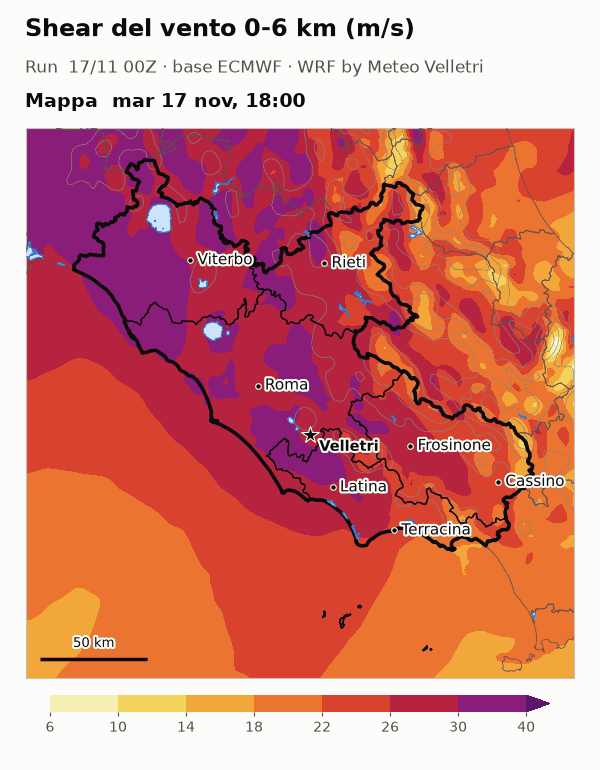 Shear del vento 0-6 km (m/s)
Run  17/11 00Z · base ECMWF · WRF by Meteo Velletri
Mappa  mar 17 nov, 18:00
Viterbo
Rieti
Roma
Velletri
Frosinone
Latina
Cassino
Terracina
50 km
6 10 14 18 22 26 30 40